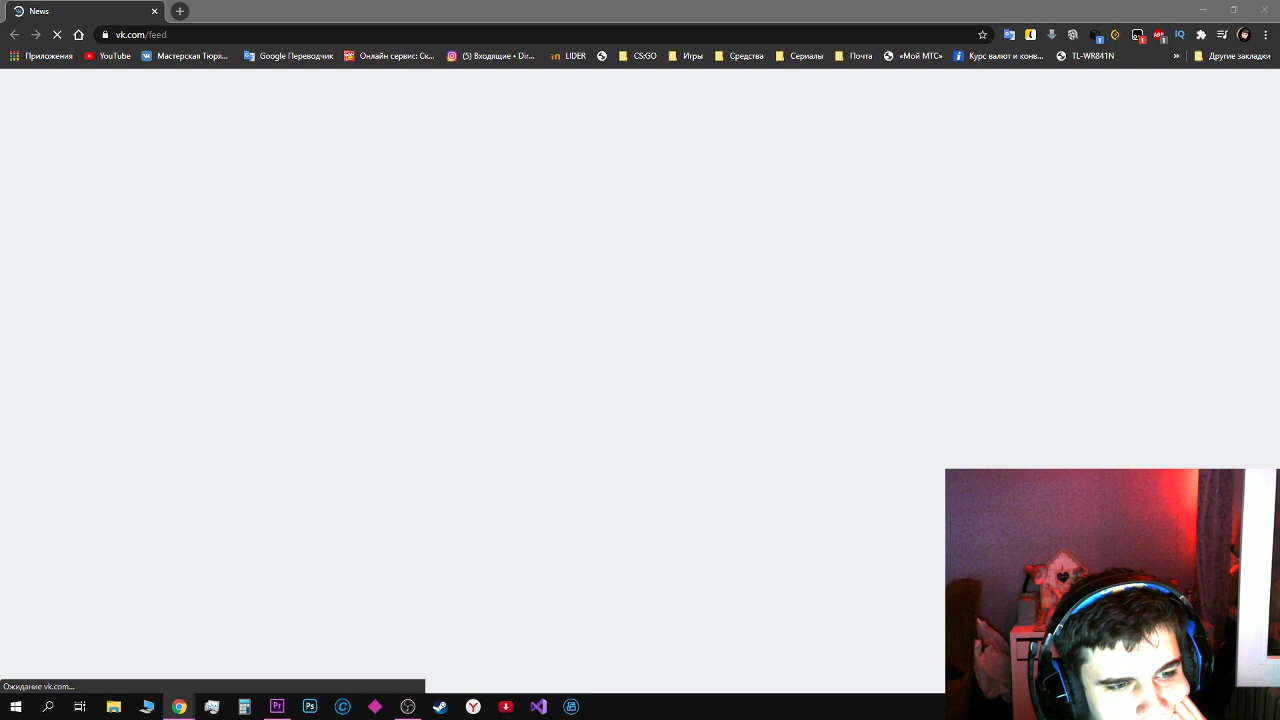 News
vk.com/feed
Приложения YouTube Мастерская Тюря... Google Переводчик Онлайн сервис: Ск... (5) Входящие • Dir... LIDER CS:GO Игры Средства Сериалы Почта «Мой МТС» Курс валют и конв... TL-WR841N » Другие закладки
Ожидание vk.com...